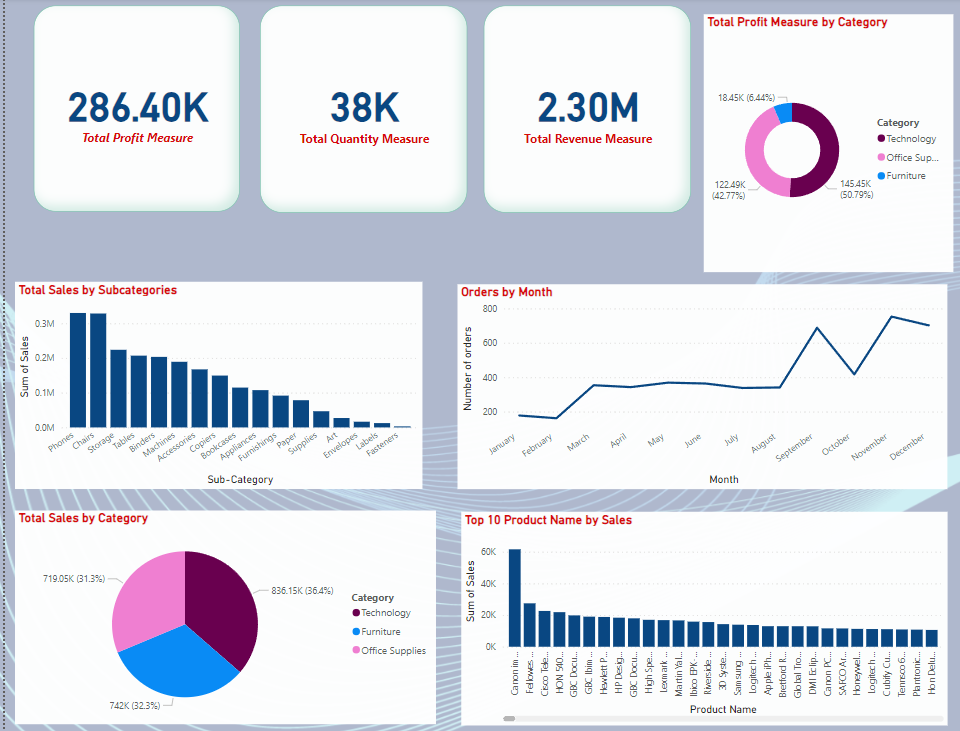 286.40K
Total Profit Measure
38K
Total Quantity Measure
2.30M
Total Revenue Measure
Total Profit Measure by Category
18.45K (6.44%)
122.49K
(42.77%)
145.45K
(50.79%)
Category
Technology
Office Sup...
Furniture
Total Sales by Subcategories
Sum of Sales
0.3M
0.2M
0.1M
0.0M
Phones
Chairs
Storage
Tables
Binders
Machines
Accessories
Copiers
Bookcases
Appliances
Furnishings
Paper
Supplies
Art
Envelopes
Labels
Fasteners
Sub-Category
Orders by Month
Number of orders
800
600
400
200
January
February
March
April
May
June
July
August
September
October
November
December
Month
Total Sales by Category
719.05K (31.3%)
836.15K (36.4%)
742K (32.3%)
Category
Technology
Furniture
Office Supplies
Top 10 Product Name by Sales
Sum of Sales
60K
40K
20K
0K
Canon im...
Fellowes ...
Cisco Tele...
HON 540...
GBC Docu...
GBC Ibim...
Hewlett P...
HP Desig...
GBC Docu...
High Spe...
Lexmark ...
Martin Yal...
Ibico EPK-...
Riverside ...
3D Syste...
Samsung ...
Logitech ...
Apple iPh...
Bretford R...
Global Tro...
DMI Eclip...
Canon PC...
SAFCO Ar...
Honeywel...
Logitech ...
Cubify Cu...
Tennsco 6...
Plantronic...
Hon Delu...
Product Name